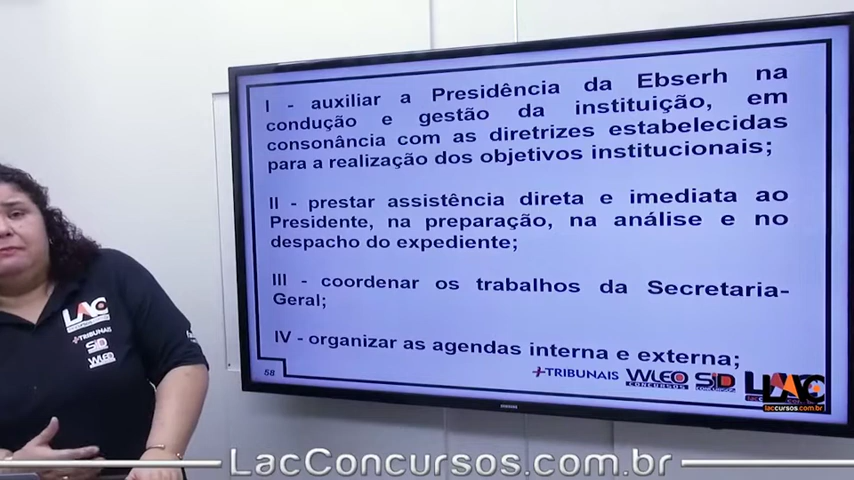 I - auxiliar a Presidência da Ebserh na
condução e gestão da instituição, em
consonância com as diretrizes estabelecidas
para a realização dos objetivos institucionais;
II - prestar assistência direta e imediata ao
Presidente, na preparação, na análise e no
despacho do expediente;
III - coordenar os trabalhos da Secretaria-
Geral;
IV - organizar as agendas interna e externa;
58
+TRIBUNAIS WLEO CONCURSOS SID LAC
LACCONCURSOS.COM.BR
LAC
+TRIBUNAIS
SID
WLEO
LacConcursos.com.br